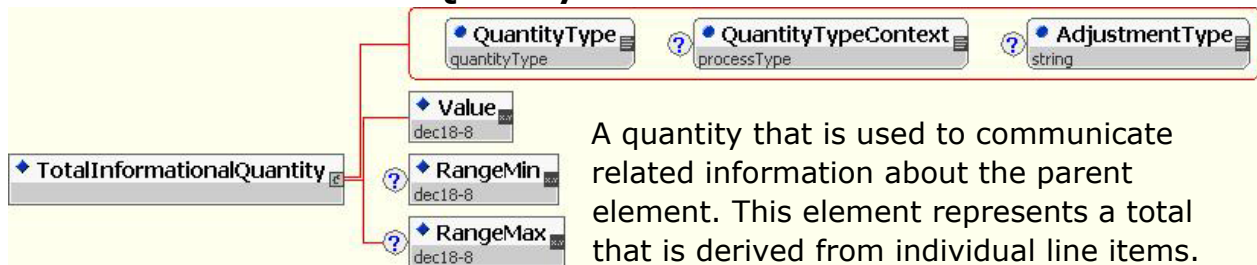 QuantityType
quantityType
? QuantityTypeContext
processType
? AdjustmentType
string
Value
dec18-8
TotalInformationalQuantity
? RangeMin
dec18-8
? RangeMax
dec18-8
A quantity that is used to communicate
related information about the parent
element. This element represents a total
that is derived from individual line items.